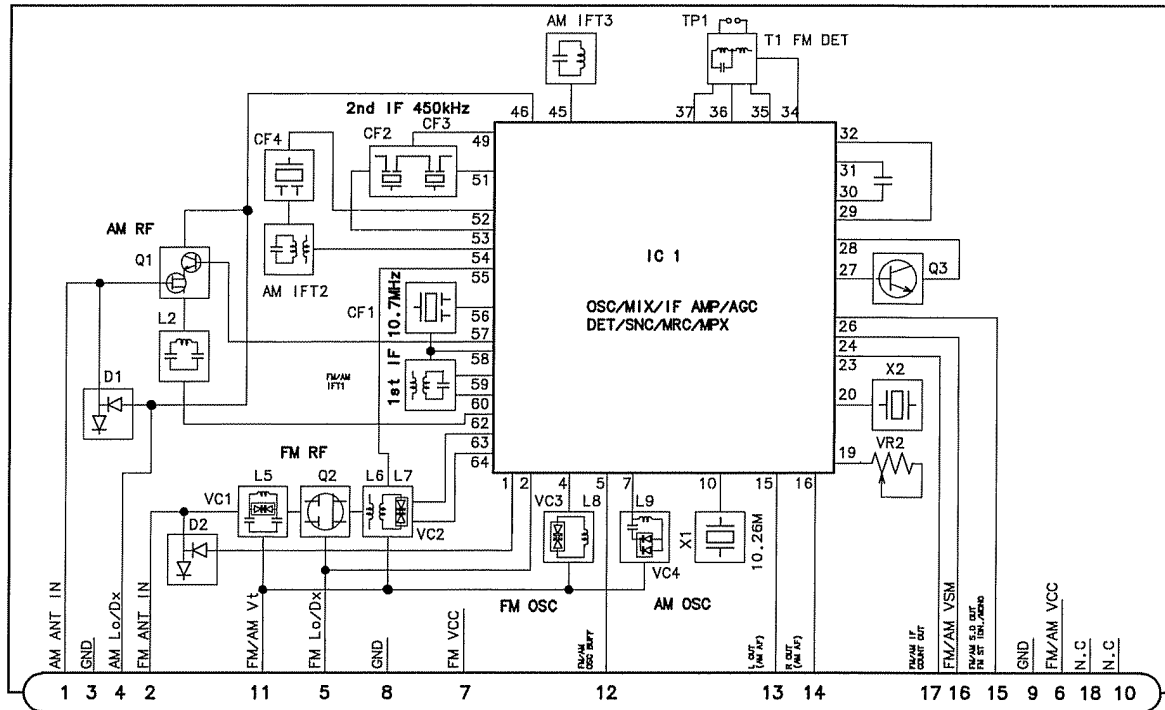 AM IFT3
TP1
T1 FM DET
2nd IF 450kHz
46
45
37
36
35
34
CF4
CF2
CF3
49
51
52
53
54
55
56
57
58
59
60
62
63
64
32
31
30
29
28
27
26
24
23
20
19
AM RF
Q1
AM IFT2
L2
CF1
10.7MHz
1st IF
FM/AM
IFT1
IC 1
OSC/MIX/IF AMP/AGC
DET/SNC/MRC/MPX
Q3
X2
VR2
D1
FM RF
L5
Q2
L6
L7
VC1
VC2
D2
1
2
4
5
7
10
15
16
VC3
L8
L9
VC4
X1
10.26M
FM OSC
AM OSC
AM ANT IN
GND
AM Lo/Dx
FM ANT IN
FM/AM Vt
FM Lo/Dx
GND
FM VCC
FM/AM
OSC BUFF
L OUT
(AM AF)
R OUT
(AM AF)
FM/AM IF
COUNT OUT
FM/AM VSM
FM/AM S.D OUT
FM ST IDN./MONO
GND
FM/AM VCC
N.C
N.C
1 3 4 2 11 5 8 7 12 13 14 17 16 15 9 6 18 10